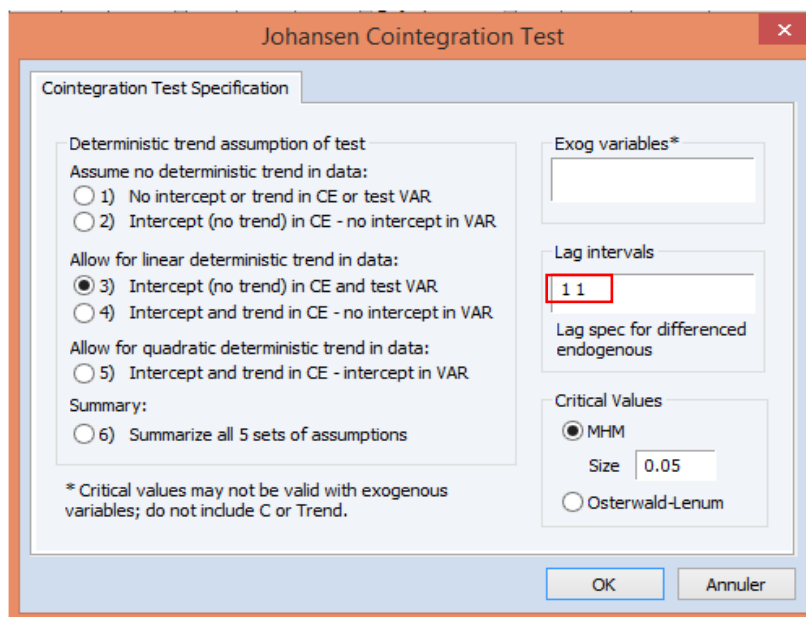 Johansen Cointegration Test
Cointegration Test Specification
Deterministic trend assumption of test
Assume no deterministic trend in data:
1) No intercept or trend in CE or test VAR
2) Intercept (no trend) in CE - no intercept in VAR
Allow for linear deterministic trend in data:
3) Intercept (no trend) in CE and test VAR
4) Intercept and trend in CE - no intercept in VAR
Allow for quadratic deterministic trend in data:
5) Intercept and trend in CE - intercept in VAR
Summary:
6) Summarize all 5 sets of assumptions
* Critical values may not be valid with exogenous
variables; do not include C or Trend.
Exog variables*
Lag intervals
1 1
Lag spec for differenced
endogenous
Critical Values
MHM
Size 0.05
Osterwald-Lenum
OK
Annuler